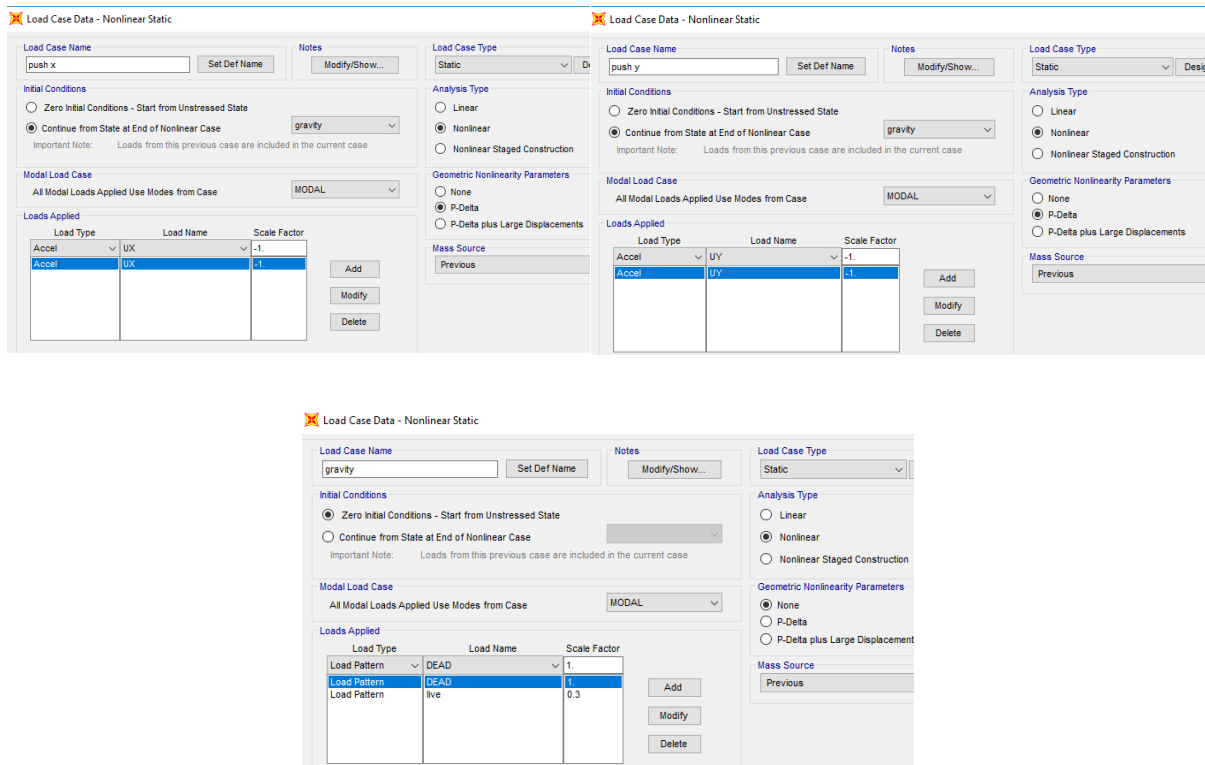 Load Case Data - Nonlinear Static
Load Case Name
Notes
Load Case Type
push x
Set Def Name
Modify/Show...
Static
De
Initial Conditions
Zero Initial Conditions - Start from Unstressed State
Continue from State at End of Nonlinear Case
gravity
Important Note: Loads from this previous case are included in the current case
Analysis Type
Linear
Nonlinear
Nonlinear Staged Construction
Modal Load Case
All Modal Loads Applied Use Modes from Case
MODAL
Geometric Nonlinearity Parameters
None
P-Delta
P-Delta plus Large Displacements
Loads Applied
Load Type Load Name Scale Factor
Accel UX -1.
Accel UX -1.
Add
Modify
Delete
Mass Source
Previous
Load Case Data - Nonlinear Static
Load Case Name
Notes
Load Case Type
push y
Set Def Name
Modify/Show...
Static
Desig
Initial Conditions
Zero Initial Conditions - Start from Unstressed State
Continue from State at End of Nonlinear Case
gravity
Important Note: Loads from this previous case are included in the current case
Analysis Type
Linear
Nonlinear
Nonlinear Staged Construction
Modal Load Case
All Modal Loads Applied Use Modes from Case
MODAL
Geometric Nonlinearity Parameters
None
P-Delta
P-Delta plus Large Displacements
Loads Applied
Load Type Load Name Scale Factor
Accel UY -1.
Accel UY -1.
Add
Modify
Delete
Mass Source
Previous
Load Case Data - Nonlinear Static
Load Case Name
Notes
Load Case Type
gravity
Set Def Name
Modify/Show...
Static
Initial Conditions
Zero Initial Conditions - Start from Unstressed State
Continue from State at End of Nonlinear Case
Important Note: Loads from this previous case are included in the current case
Analysis Type
Linear
Nonlinear
Nonlinear Staged Construction
Modal Load Case
All Modal Loads Applied Use Modes from Case
MODAL
Geometric Nonlinearity Parameters
None
P-Delta
P-Delta plus Large Displacement
Loads Applied
Load Type Load Name Scale Factor
Load Pattern DEAD 1.
Load Pattern DEAD 1.
Load Pattern live 0.3
Add
Modify
Delete
Mass Source
Previous